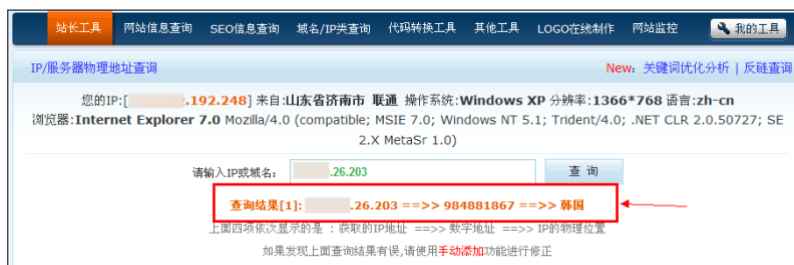 站长工具 网站信息查询 SEO信息查询 域名/IP类查询 代码转换工具 其他工具 LOGO在线制作 网站监控 我的工具
IP/服务器物理地址查询 New: 关键词优化分析 | 反链查询
您的IP:[ .192.248] 来自:山东省济南市 联通 操作系统:Windows XP 分辨率:1366*768 语言:zh-cn
浏览器:Internet Explorer 7.0 Mozilla/4.0 (compatible; MSIE 7.0; Windows NT 5.1; Trident/4.0; .NET CLR 2.0.50727; SE
2.X MetaSr 1.0)
请输入IP或域名: .26.203 查 询
查询结果[1]: .26.203 ==>> 984881867 ==>> 韩国
上面四项依次显示的是 : 获取的IP地址 ==>> 数字地址 ==>> IP的物理位置
如果发现上面查询结果有误,请使用手动添加功能进行修正